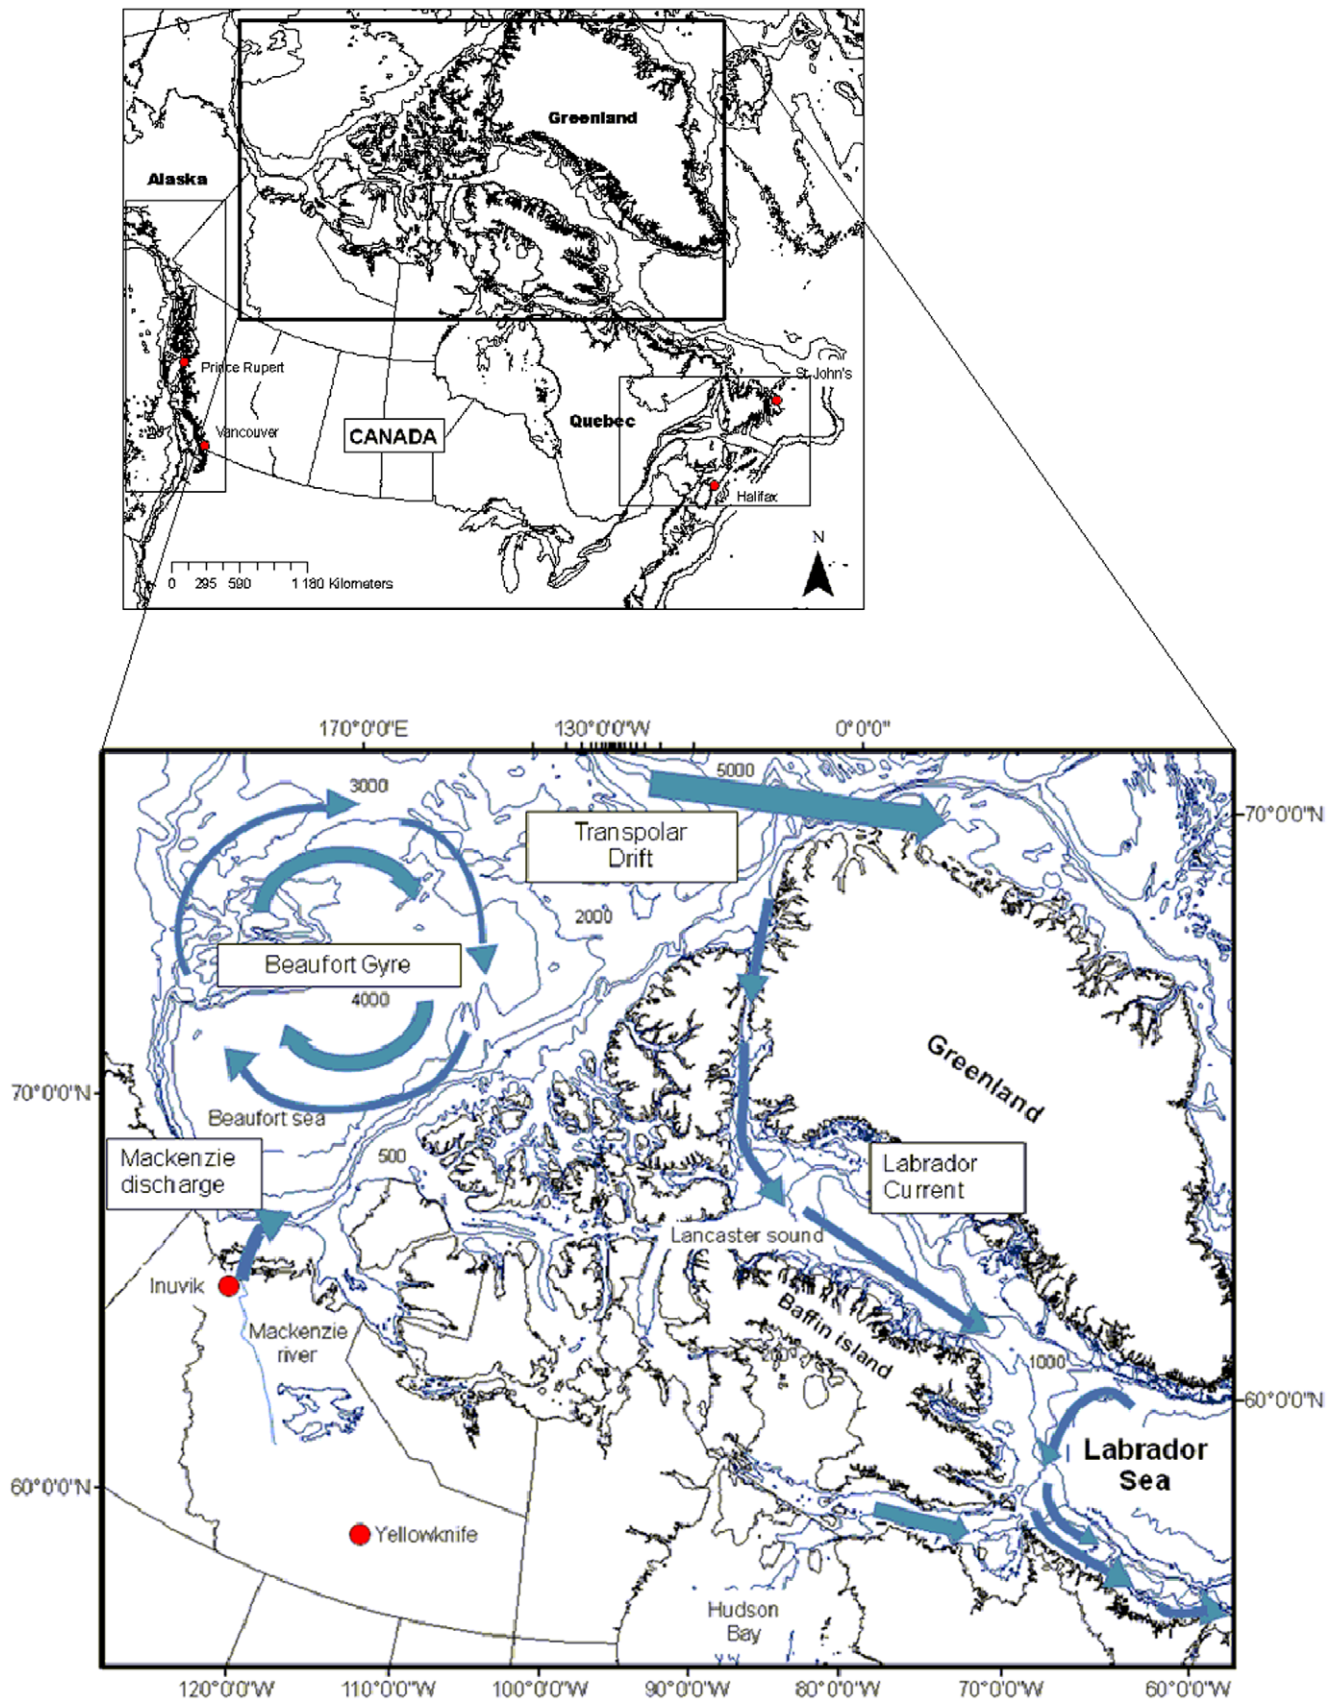 Greenland
Alaska
Prince Rupert
St. John's
Quebec
CANADA
Vancouver
Halifax
N
0 295 590 1 180 Kilometers
170°0'0"E 130°0'0"W 0°0'0"
3000
5000
70°0'0"N
Transpolar
Drift
2000
Beaufort Gyre
4000
Greenland
70°0'0"N
Beaufort sea
Mackenzie
discharge
500
Labrador
Current
Lancaster sound
Inuvik
Baffin island
Mackenzie
river
200
1000
60°0'0"N
Labrador
Sea
60°0'0"N
Yellowknife
Hudson
Bay
120°0'0"W 110°0'0"W 100°0'0"W 90°0'0"W 80°0'0"W 70°0'0"W 60°0'0"W